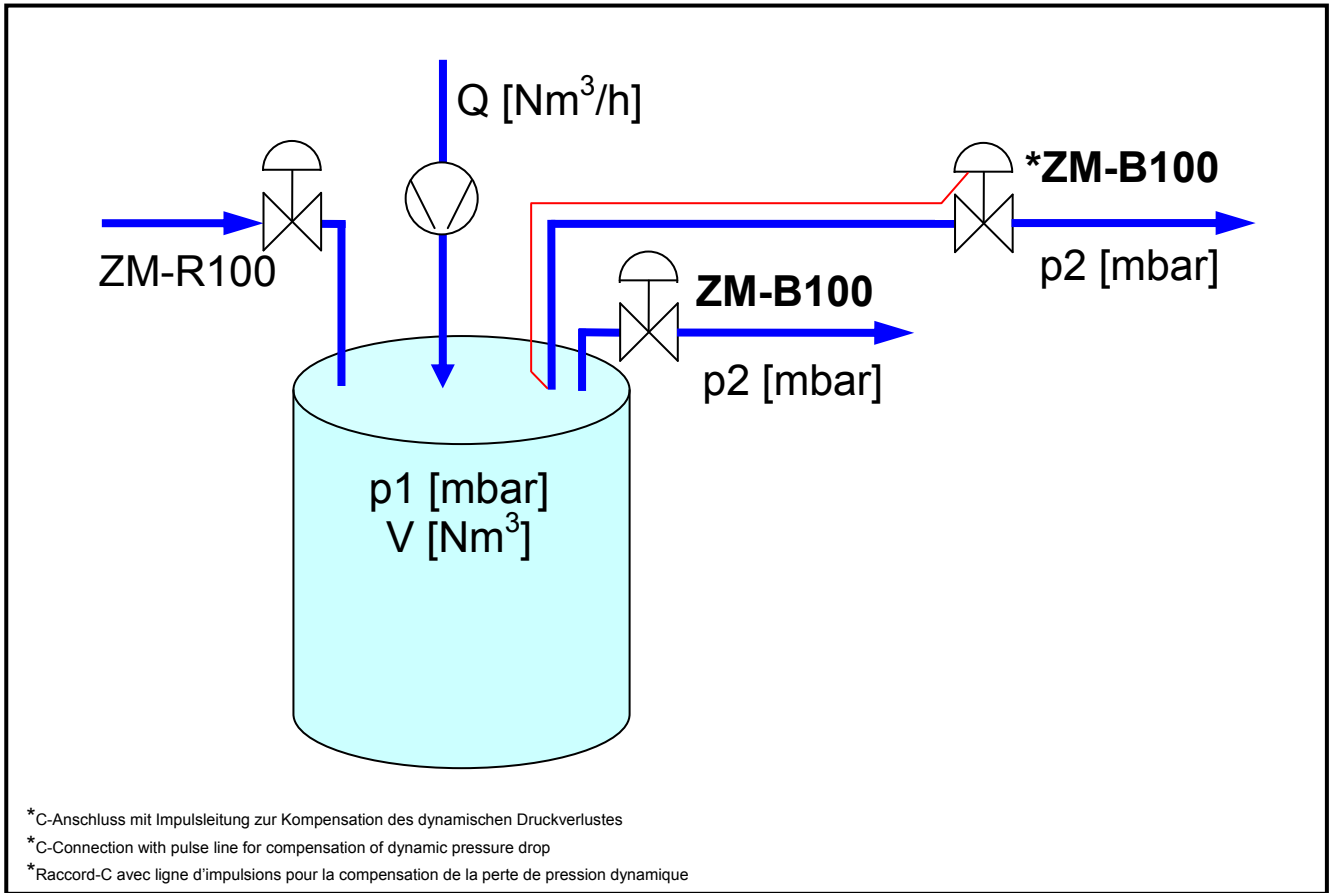 Q [Nm³/h]
*ZM-B100
ZM-R100
p2 [mbar]
ZM-B100
p2 [mbar]
p1 [mbar]
V [Nm³]
*C-Anschluss mit Impulsleitung zur Kompensation des dynamischen Druckverlustes
*C-Connection with pulse line for compensation of dynamic pressure drop
*Raccord-C avec ligne d'impulsions pour la compensation de la perte de pression dynamique